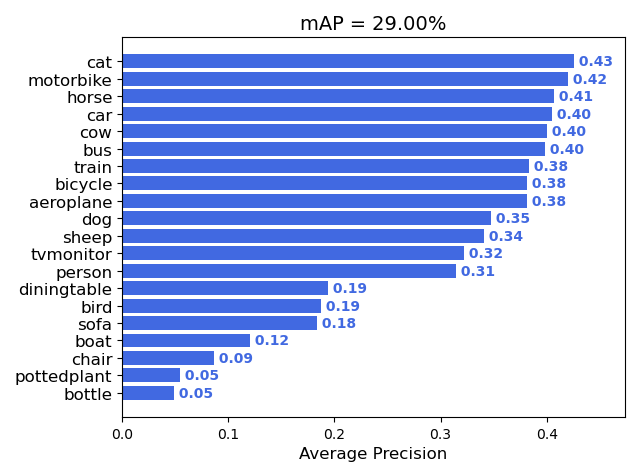 mAP = 29.00%
cat 0.43
motorbike 0.42
horse 0.41
car 0.40
cow 0.40
bus 0.40
train 0.38
bicycle 0.38
aeroplane 0.38
dog 0.35
sheep 0.34
tvmonitor 0.32
person 0.31
diningtable 0.19
bird 0.19
sofa 0.18
boat 0.12
chair 0.09
pottedplant 0.05
bottle 0.05
0.0 0.1 0.2 0.3 0.4
Average Precision